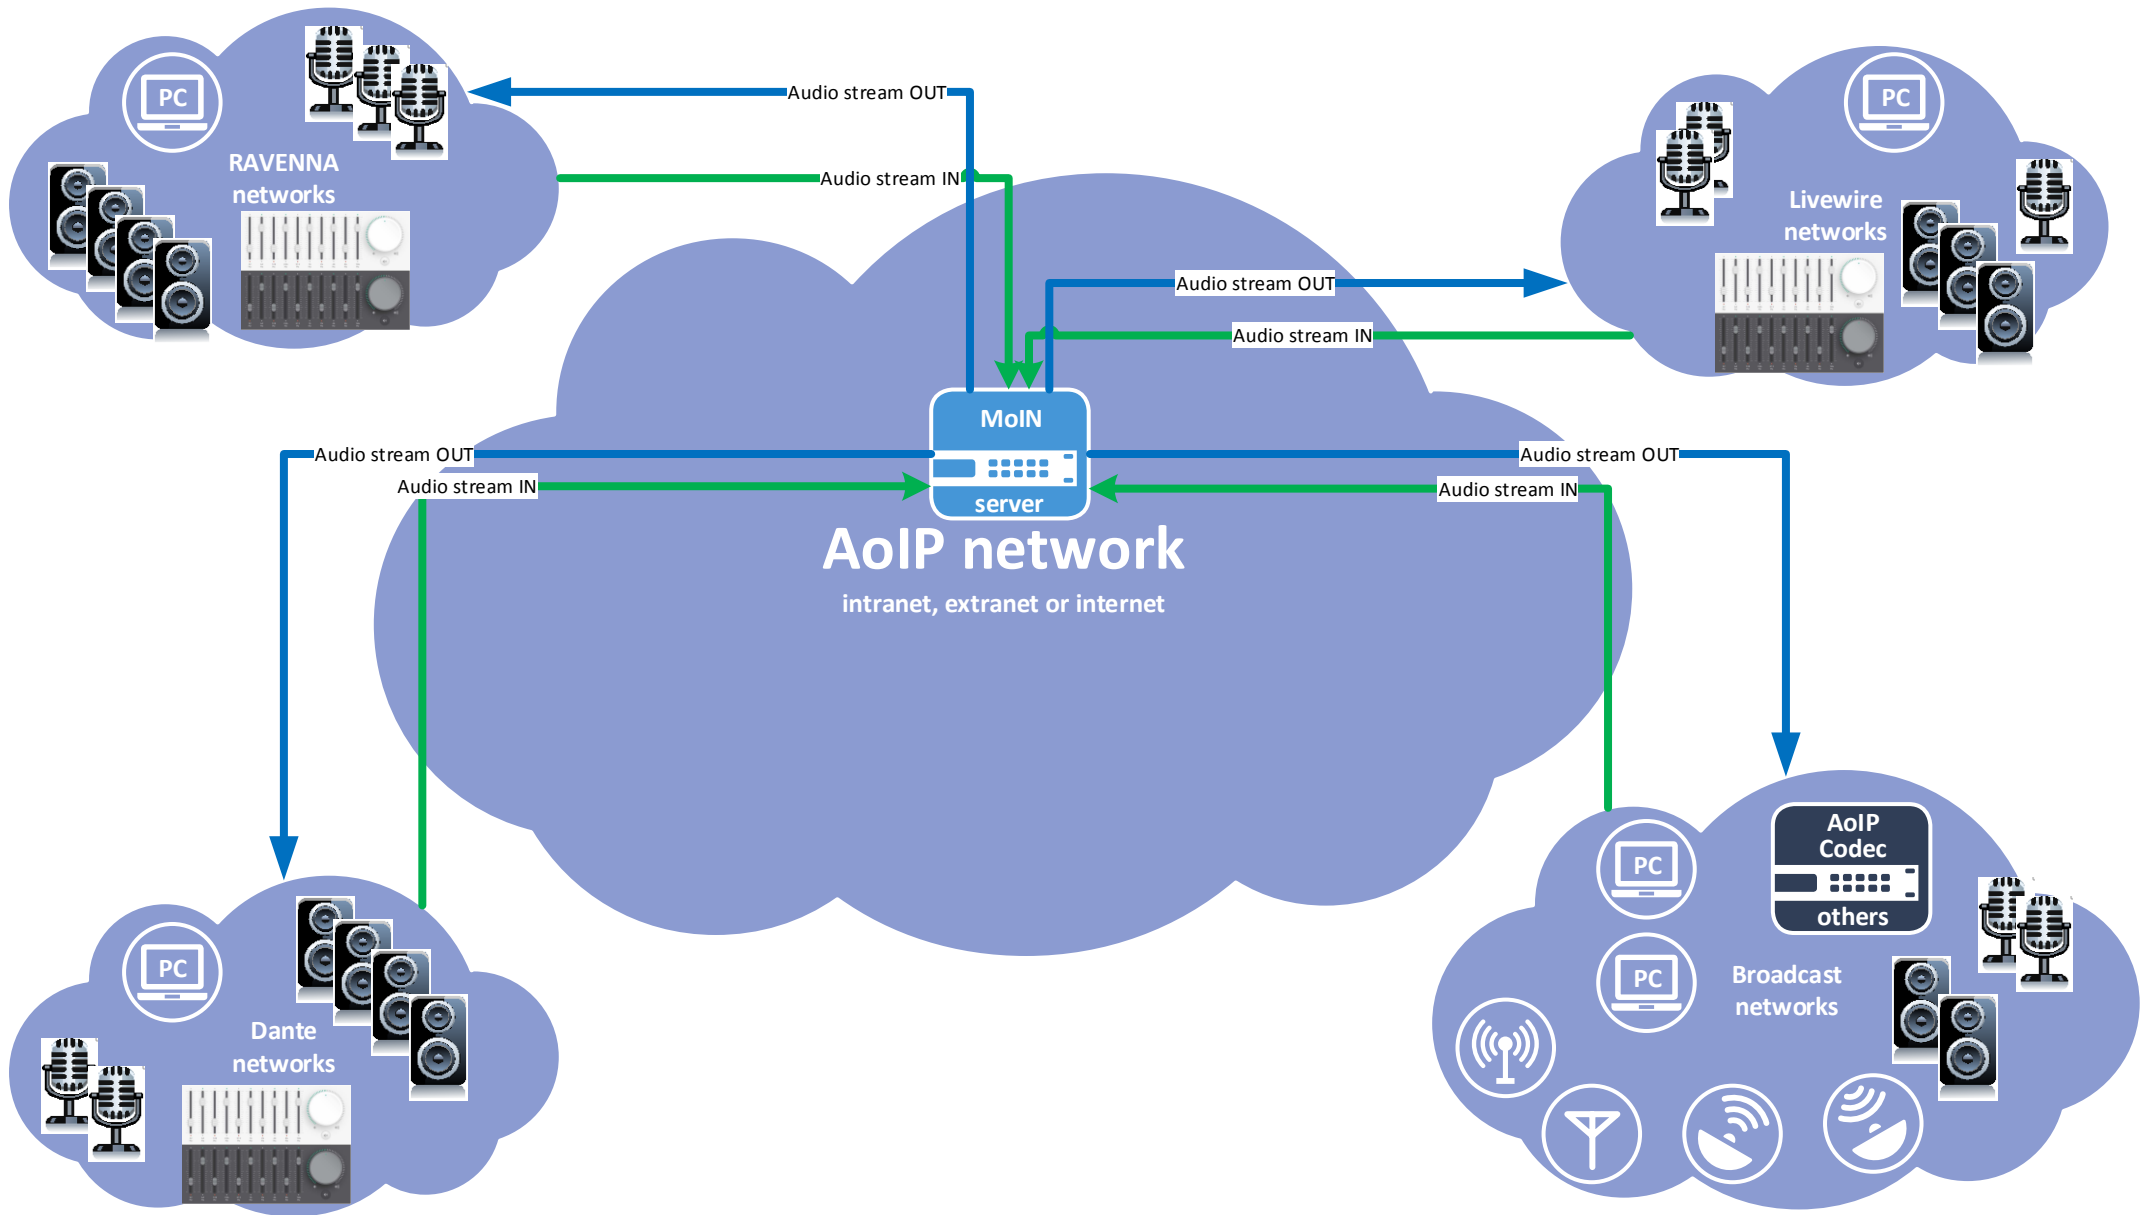 PC
RAVENNA
networks
Audio stream OUT
Audio stream IN
PC
Livewire
networks
Audio stream OUT
Audio stream IN
MoIN
server
Audio stream OUT
Audio stream IN
Audio stream OUT
Audio stream IN
AoIP network
intranet, extranet or internet
PC
Dante
networks
PC
PC
AoIP
Codec
others
Broadcast
networks